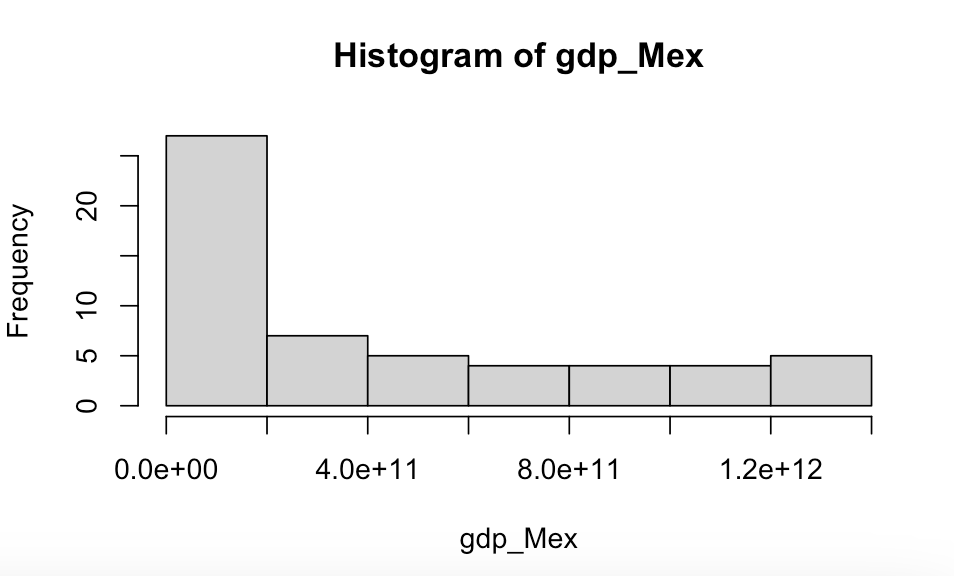 Histogram of gdp_Mex
Frequency
20
10
5
0
0.0e+00
4.0e+11
8.0e+11
1.2e+12
gdp_Mex